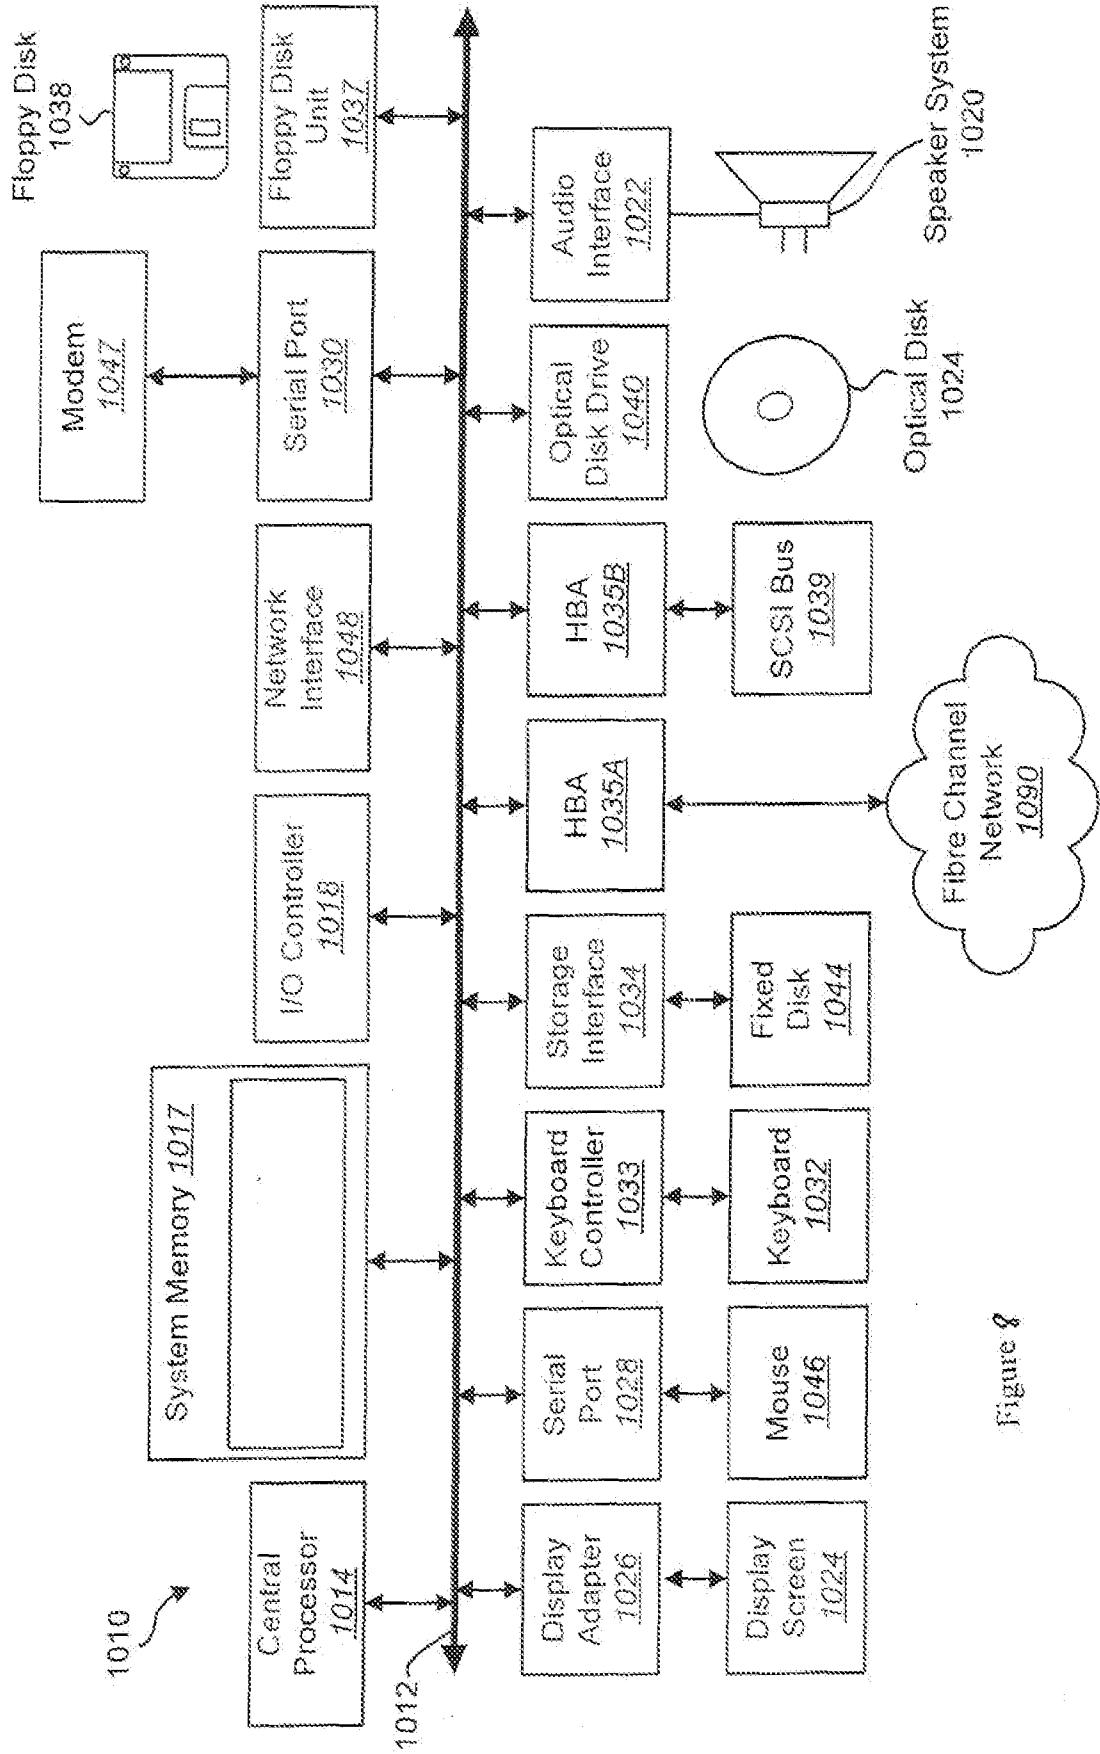 1010
Central
Processor
1014
System Memory 1017
I/O Controller
1018
Network
Interface
1048
Modem
1047
Serial Port
1030
Floppy Disk
1038
Floppy Disk
Unit
1037
1012
Display
Adapter
1026
Serial
Port
1028
Keyboard
Controller
1033
Storage
Interface
1034
HBA
1035A
HBA
1035B
Optical
Disk Drive
1040
Audio
Interface
1022
Display
Screen
1024
Mouse
1046
Keyboard
1032
Fixed
Disk
1044
Fibre Channel
Network
1090
SCSI Bus
1039
Optical Disk
1024
Speaker System
1020
Figure 8